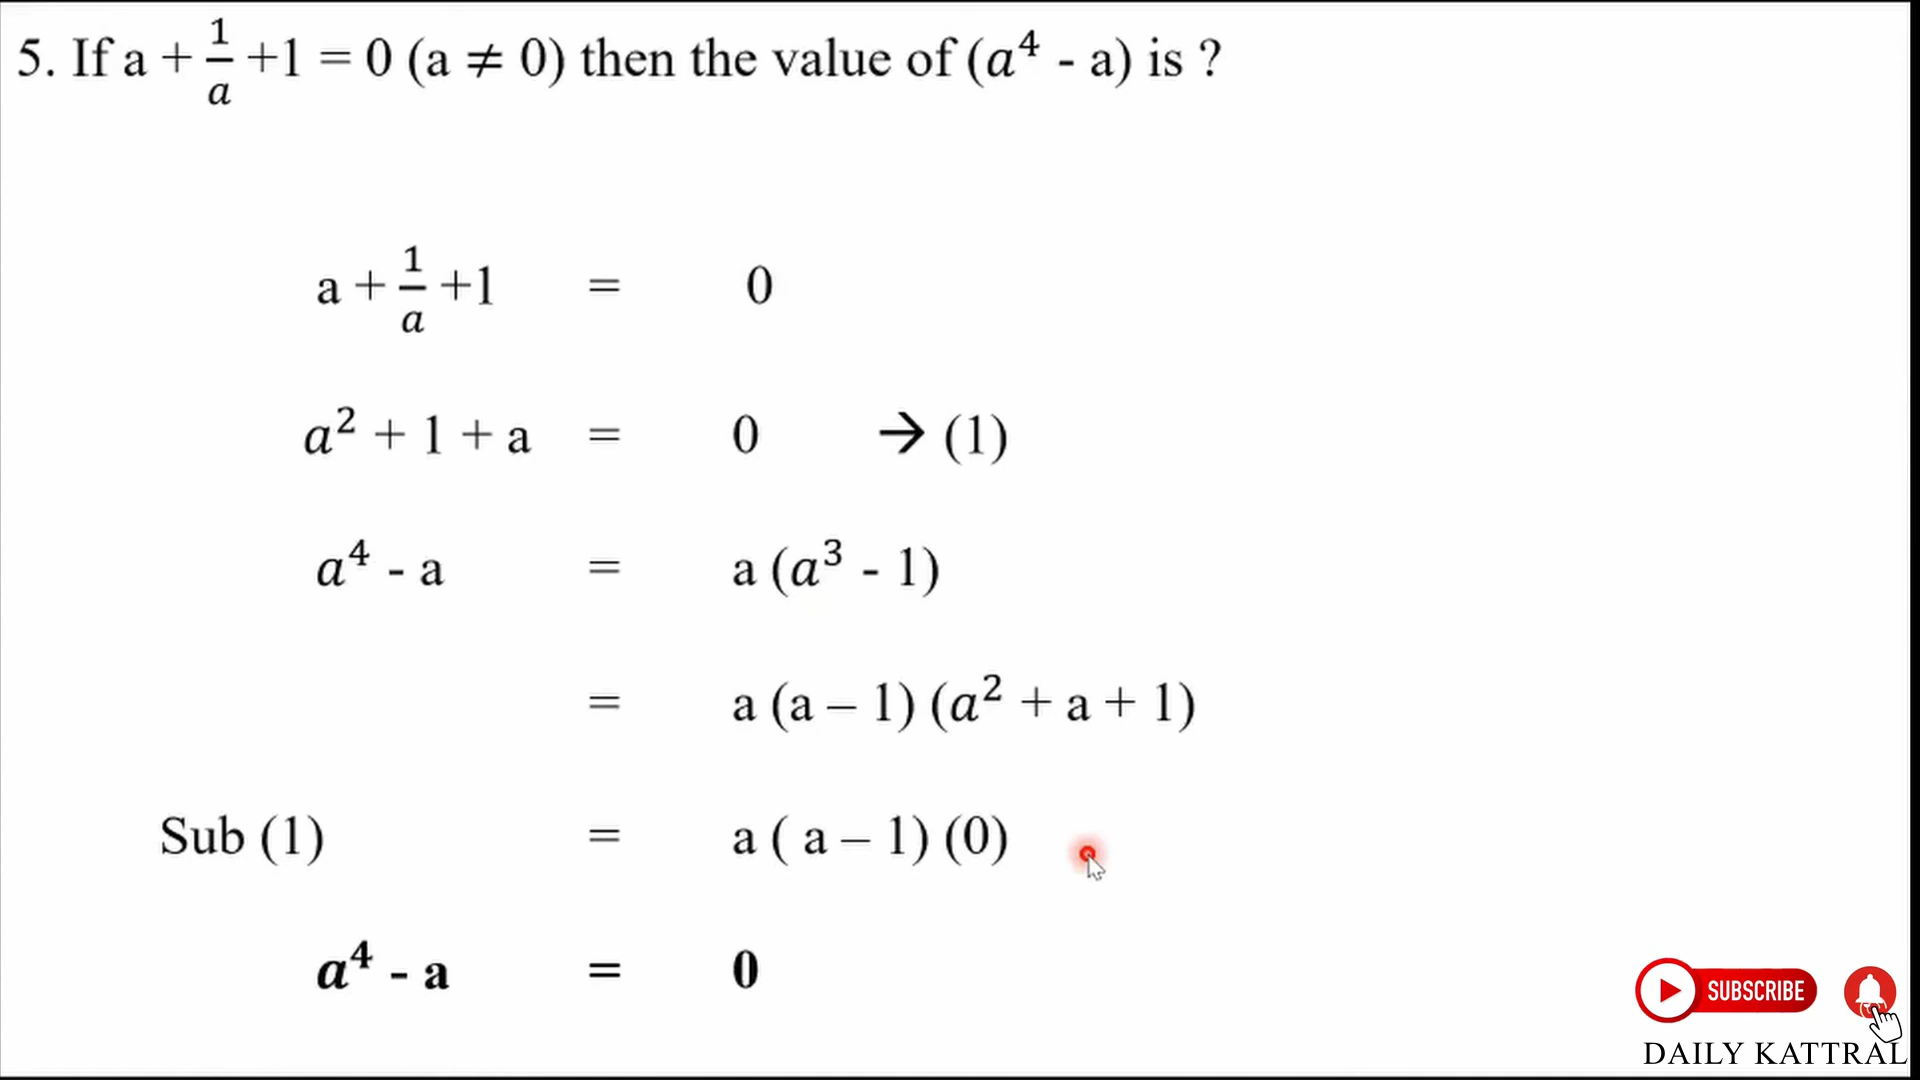 5. If a + 1/a +1 = 0 (a ≠ 0) then the value of (a⁴ - a) is ?
a + 1/a +1 = 0
a² + 1 + a = 0 → (1)
a⁴ - a = a (a³ - 1)
= a (a – 1) (a² + a + 1)
Sub (1) = a ( a – 1) (0)
a⁴ - a = 0
SUBSCRIBE
DAILY KATTRAL